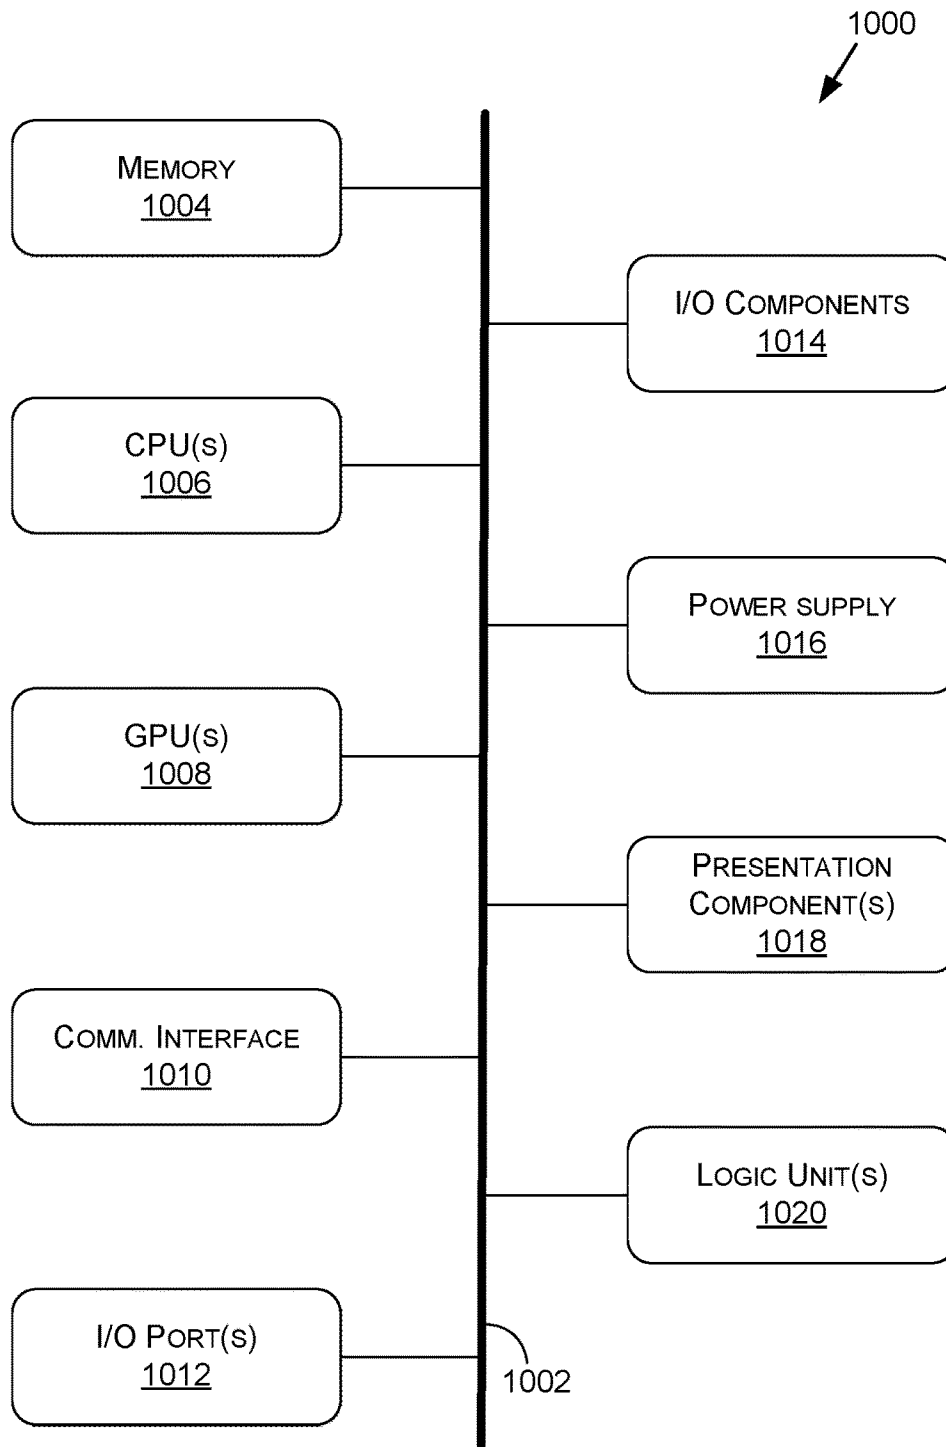 1000
MEMORY
1004
I/O COMPONENTS
1014
CPU(S)
1006
POWER SUPPLY
1016
GPU(S)
1008
PRESENTATION
COMPONENT(S)
1018
COMM. INTERFACE
1010
LOGIC UNIT(S)
1020
I/O PORT(S)
1012
1002